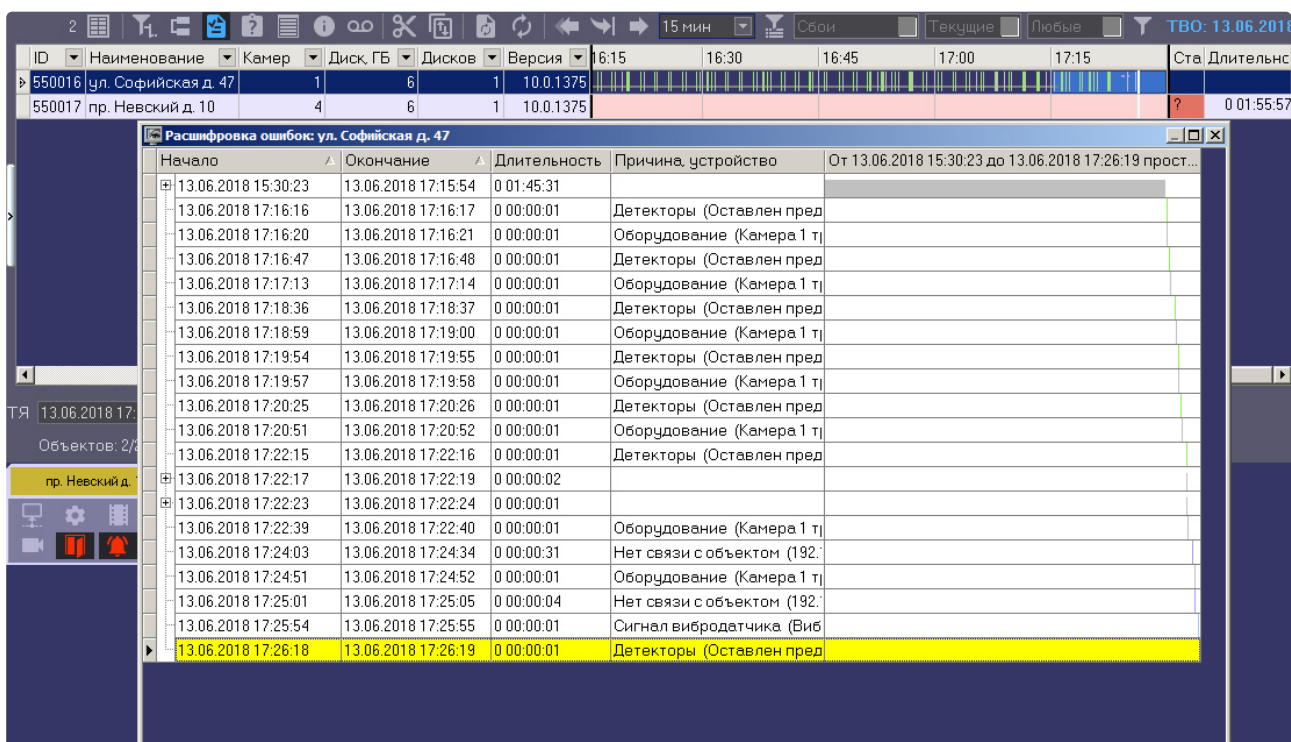 2 15 мин Сбои Текущие Любые ТВО: 13.06.2018
ID Наименование Камер Диск, ГБ Дисков Версия 16:15 16:30 16:45 17:00 17:15 Ста Длительнс
550016 ул. Софийская д. 47 1 6 1 10.0.1375
550017 пр. Невский д. 10 4 6 1 10.0.1375 ? 0 01:55:57
Расшифровка ошибок: ул. Софийская д. 47
Начало Окончание Длительность Причина, устройство От 13.06.2018 15:30:23 до 13.06.2018 17:26:19 прост...
13.06.2018 15:30:23 13.06.2018 17:15:54 0 01:45:31
13.06.2018 17:16:16 13.06.2018 17:16:17 0 00:00:01 Детекторы (Оставлен пред
13.06.2018 17:16:20 13.06.2018 17:16:21 0 00:00:01 Оборудование (Камера 1 т
13.06.2018 17:16:47 13.06.2018 17:16:48 0 00:00:01 Детекторы (Оставлен пред
13.06.2018 17:17:13 13.06.2018 17:17:14 0 00:00:01 Оборудование (Камера 1 т
13.06.2018 17:18:36 13.06.2018 17:18:37 0 00:00:01 Детекторы (Оставлен пред
13.06.2018 17:18:59 13.06.2018 17:19:00 0 00:00:01 Оборудование (Камера 1 т
13.06.2018 17:19:54 13.06.2018 17:19:55 0 00:00:01 Детекторы (Оставлен пред
13.06.2018 17:19:57 13.06.2018 17:19:58 0 00:00:01 Оборудование (Камера 1 т
13.06.2018 17:20:25 13.06.2018 17:20:26 0 00:00:01 Детекторы (Оставлен пред
13.06.2018 17:20:51 13.06.2018 17:20:52 0 00:00:01 Оборудование (Камера 1 т
13.06.2018 17:22:15 13.06.2018 17:22:16 0 00:00:01 Детекторы (Оставлен пред
13.06.2018 17:22:17 13.06.2018 17:22:19 0 00:00:02
13.06.2018 17:22:23 13.06.2018 17:22:24 0 00:00:01
13.06.2018 17:22:39 13.06.2018 17:22:40 0 00:00:01 Оборудование (Камера 1 т
13.06.2018 17:24:03 13.06.2018 17:24:34 0 00:00:31 Нет связи с объектом (192.
13.06.2018 17:24:51 13.06.2018 17:24:52 0 00:00:01 Оборудование (Камера 1 т
13.06.2018 17:25:01 13.06.2018 17:25:05 0 00:00:04 Нет связи с объектом (192.
13.06.2018 17:25:54 13.06.2018 17:25:55 0 00:00:01 Сигнал вибродатчика (Виб
13.06.2018 17:26:18 13.06.2018 17:26:19 0 00:00:01 Детекторы (Оставлен пред
ТЯ 13.06.2018 17:
Объектов: 2/2
пр. Невский д.